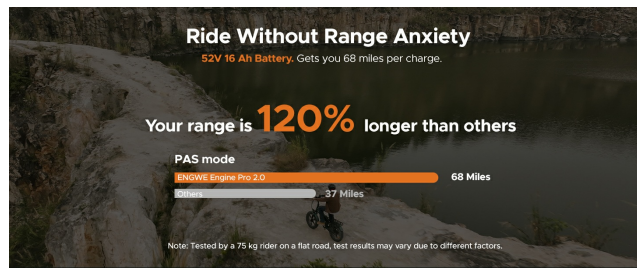 Ride Without Range Anxiety
52V 16 Ah Battery. Gets you 68 miles per charge.
Your range is 120% longer than others
PAS mode
ENGWE Engine Pro 2.0
68 Miles
Others
37 Miles
Note: Tested by a 75 kg rider on a flat road, test results may vary due to different factors.